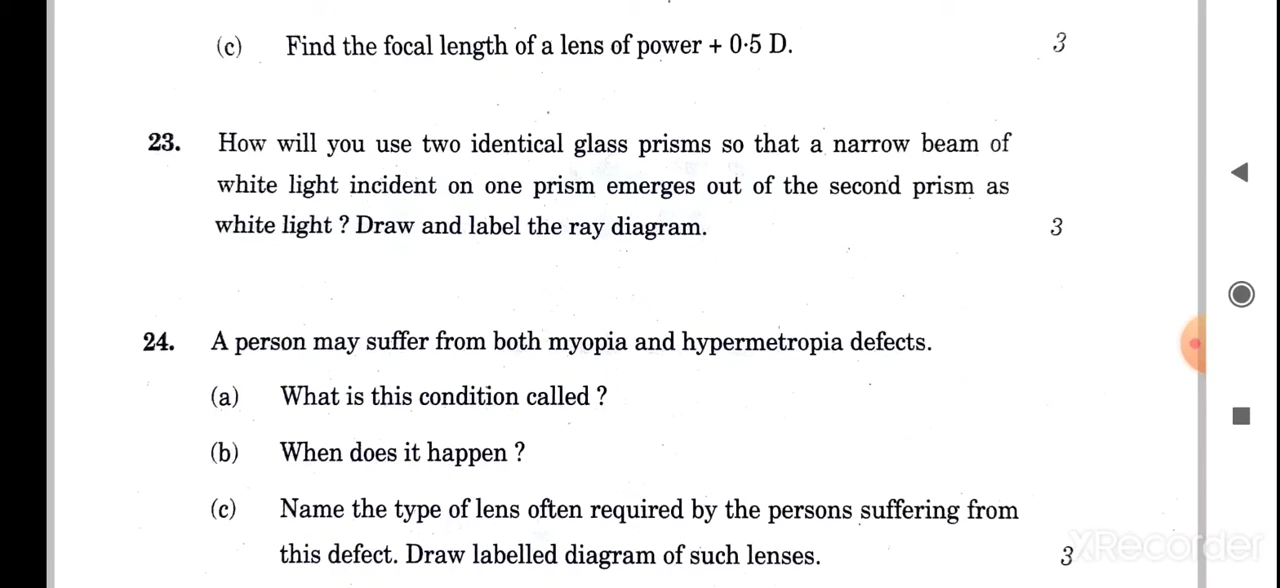 (c) Find the focal length of a lens of power + 0·5 D. 3
23. How will you use two identical glass prisms so that a narrow beam of
white light incident on one prism emerges out of the second prism as
white light ? Draw and label the ray diagram. 3
24. A person may suffer from both myopia and hypermetropia defects.
(a) What is this condition called ?
(b) When does it happen ?
(c) Name the type of lens often required by the persons suffering from
this defect. Draw labelled diagram of such lenses. 3
XRecorder